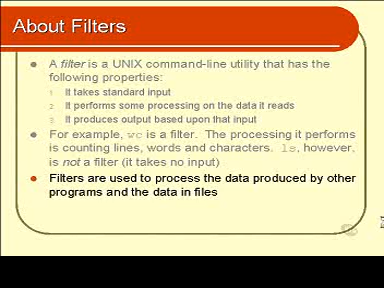 About Filters
A filter is a UNIX command-line utility that has the
following properties:
1 It takes standard input
2 It performs some processing on the data it reads
3 It produces output based upon that input
For example, wc is a filter. The processing it performs
is counting lines, words and characters. ls, however,
is not a filter (it takes no input)
Filters are used to process the data produced by other
programs and the data in files